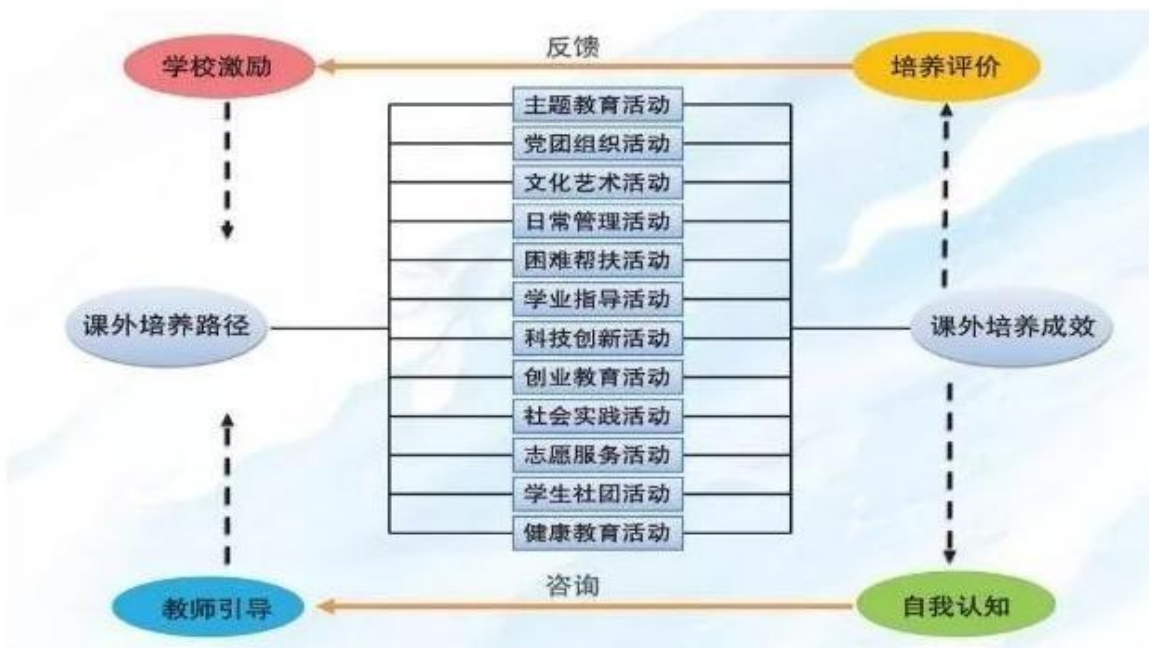 反馈
学校激励
培养评价
主题教育活动
党团组织活动
文化艺术活动
日常管理活动
困难帮扶活动
学业指导活动
课外培养路径
课外培养成效
科技创新活动
创业教育活动
社会实践活动
志愿服务活动
学生社团活动
健康教育活动
咨询
教师引导
自我认知